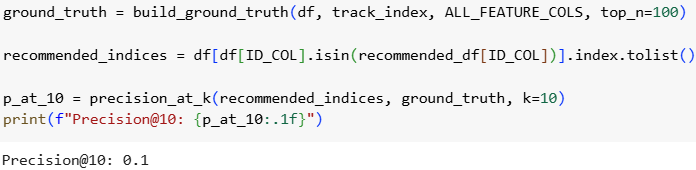 ground_truth = build_ground_truth(df, track_index, ALL_FEATURE_COLS, top_n=100)
recommended_indices = df[df[ID_COL].isin(recommended_df[ID_COL])].index.tolist()
p_at_10 = precision_at_k(recommended_indices, ground_truth, k=10)
print(f"Precision@10: {p_at_10:.1f}")
Precision@10: 0.1